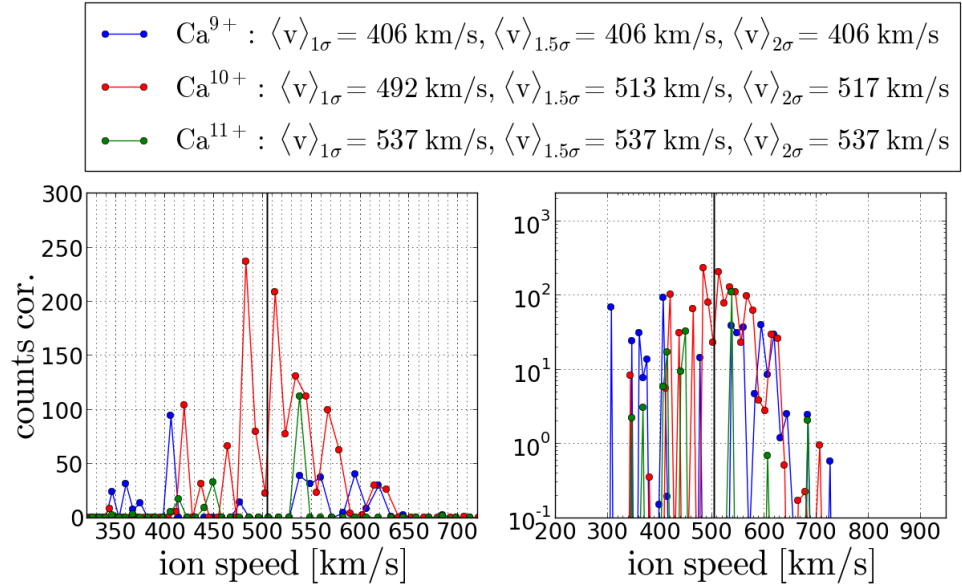 Ca⁹⁺ : ⟨v⟩₁σ = 406 km/s, ⟨v⟩₁.₅σ = 406 km/s, ⟨v⟩₂σ = 406 km/s
Ca¹⁰⁺ : ⟨v⟩₁σ = 492 km/s, ⟨v⟩₁.₅σ = 513 km/s, ⟨v⟩₂σ = 517 km/s
Ca¹¹⁺ : ⟨v⟩₁σ = 537 km/s, ⟨v⟩₁.₅σ = 537 km/s, ⟨v⟩₂σ = 537 km/s
counts cor.
300
250
200
150
100
50
0
350 400 450 500 550 600 650 700
ion speed [km/s]
10³
10²
10¹
10⁰
10⁻¹
200 300 400 500 600 700 800 900
ion speed [km/s]